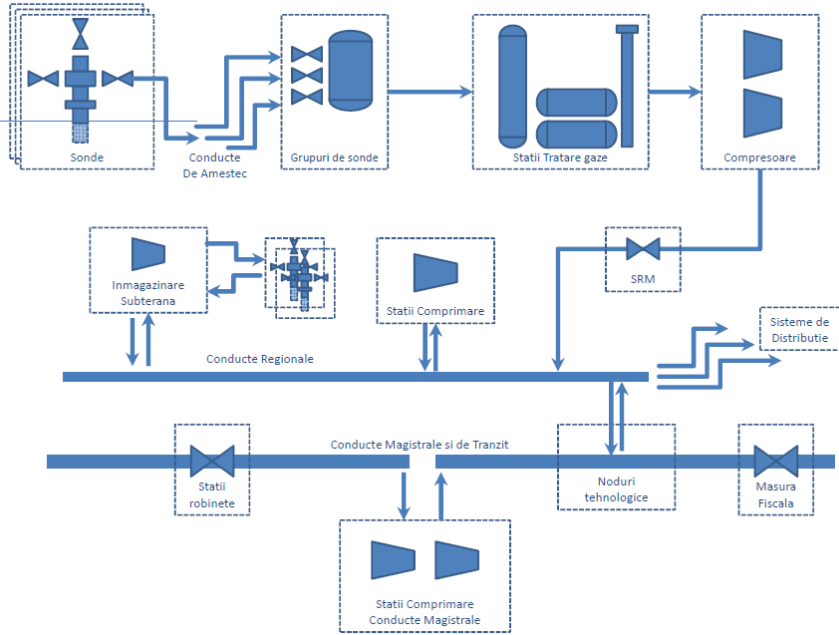 Sonde
Conducte
De Amestec
Grupuri de sonde
Statii Tratare gaze
Compresoare
Inmagazinare
Subterana
Statii Comprimare
SRM
Sisteme de
Distributie
Conducte Regionale
Conducte Magistrale si de Tranzit
Statii
robinete
Noduri
tehnologice
Masura
Fiscala
Statii Comprimare
Conducte Magistrale